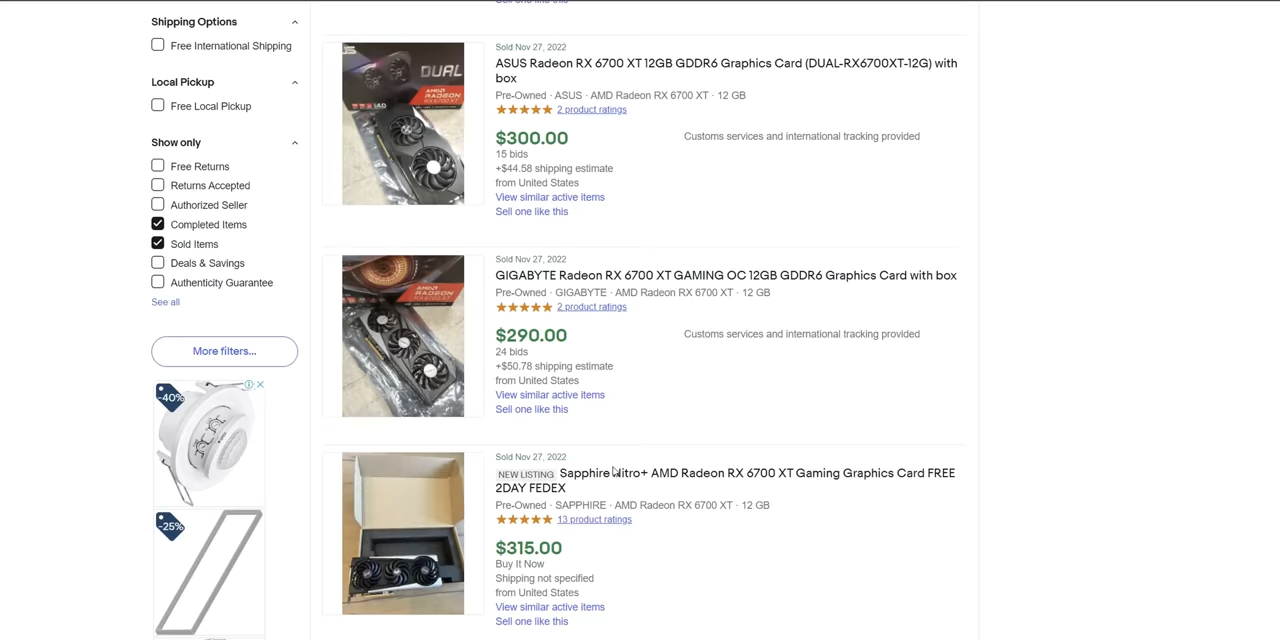 Shipping Options
Free International Shipping
Local Pickup
Free Local Pickup
Show only
Free Returns
Returns Accepted
Authorized Seller
Completed Items
Sold Items
Deals & Savings
Authenticity Guarantee
See all
More filters...
-40%
-25%
Sold Nov 27, 2022
ASUS Radeon RX 6700 XT 12GB GDDR6 Graphics Card (DUAL-RX6700XT-12G) with
box
Pre-Owned · ASUS · AMD Radeon RX 6700 XT · 12 GB
2 product ratings
$300.00
Customs services and international tracking provided
15 bids
+$44.58 shipping estimate
from United States
View similar active items
Sell one like this
DUAL
RADEON
Sold Nov 27, 2022
GIGABYTE Radeon RX 6700 XT GAMING OC 12GB GDDR6 Graphics Card with box
Pre-Owned · GIGABYTE · AMD Radeon RX 6700 XT · 12 GB
2 product ratings
$290.00
Customs services and international tracking provided
24 bids
+$50.78 shipping estimate
from United States
View similar active items
Sell one like this
RADEON
Sold Nov 27, 2022
NEW LISTING Sapphire Nitro+ AMD Radeon RX 6700 XT Gaming Graphics Card FREE
2DAY FEDEX
Pre-Owned · SAPPHIRE · AMD Radeon RX 6700 XT · 12 GB
13 product ratings
$315.00
Buy It Now
Shipping not specified
from United States
View similar active items
Sell one like this